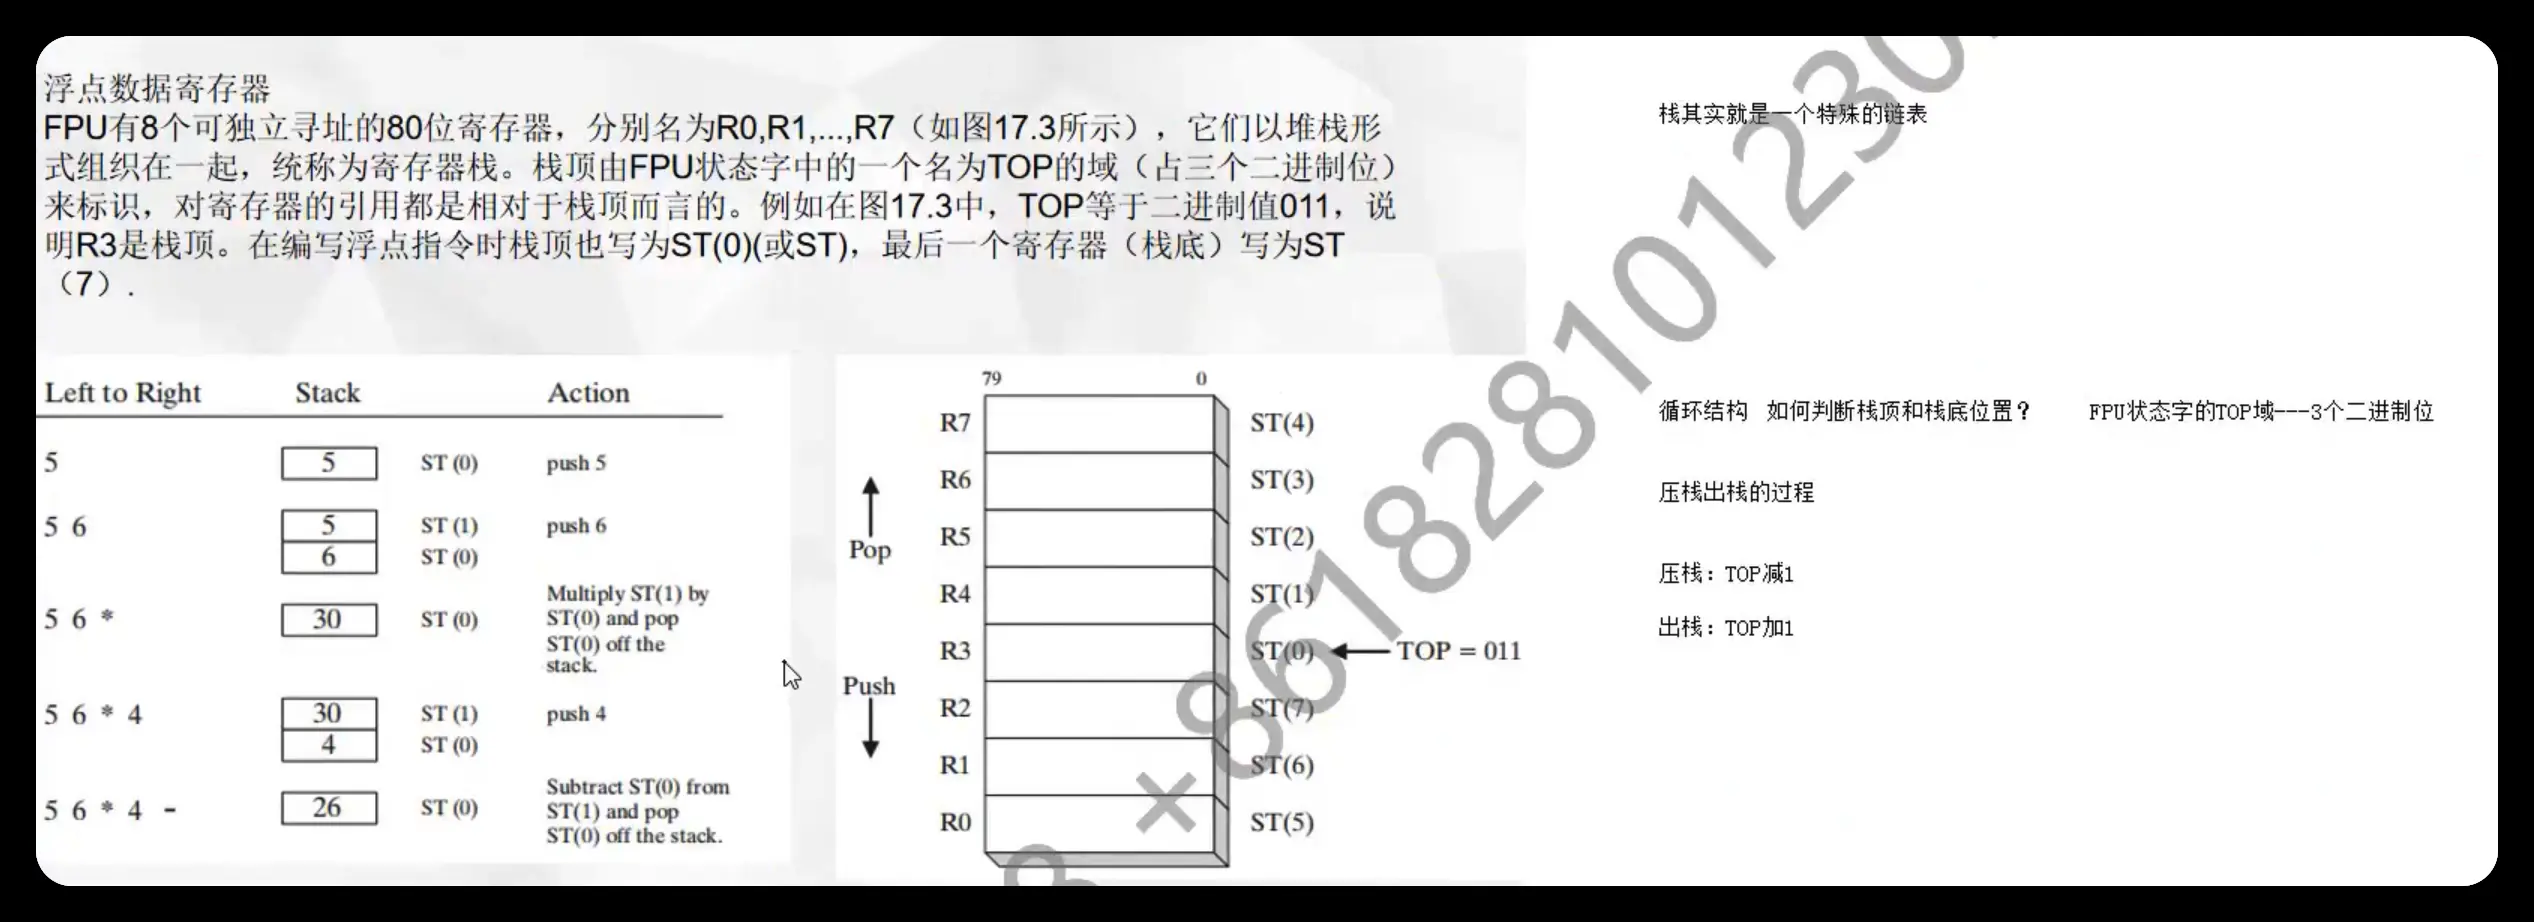 浮点数据寄存器
FPU有8个可独立寻址的80位寄存器，分别名为R0,R1,...,R7（如图17.3所示），它们以堆栈形
式组织在一起，统称为寄存器栈。栈顶由FPU状态字中的一个名为TOP的域（占三个二进制位）
来标识，对寄存器的引用都是相对于栈顶而言的。例如在图17.3中，TOP等于二进制值011，说
明R3是栈顶。在编写浮点指令时栈顶也写为ST(0)(或ST)，最后一个寄存器（栈底）写为ST
（7）.
Left to Right Stack Action
5 5 ST (0) push 5
5 6 5 ST (1) push 6
6 ST (0)
5 6 * 30 ST (0) Multiply ST(1) by
ST(0) and pop
ST(0) off the
stack.
5 6 * 4 30 ST (1) push 4
4 ST (0)
5 6 * 4 - 26 ST (0) Subtract ST(0) from
ST(1) and pop
ST(0) off the stack.
79 0
R7 ST(4)
R6 ST(3)
R5 ST(2)
Pop
R4 ST(1)
R3 ST(0) TOP = 011
Push
R2 ST(7)
R1 ST(6)
R0 ST(5)
栈其实就是一个特殊的链表
循环结构 如何判断栈顶和栈底位置？ FPU状态字的TOP域---3个二进制位
压栈出栈的过程
压栈：TOP减1
出栈：TOP加1
+861828101230